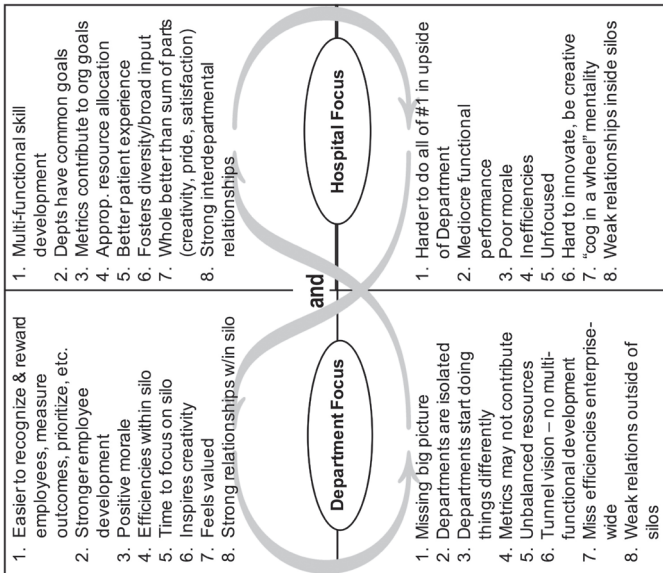 1. Easier to recognize & reward
employees, measure
outcomes, prioritize, etc.
2. Stronger employee
development
3. Positive morale
4. Efficiencies within silo
5. Time to focus on silo
6. Inspires creativity
7. Feels valued
8. Strong relationships w/in silo
1. Multi-functional skill
development
2. Depts have common goals
3. Metrics contribute to org goals
4. Approp. resource allocation
5. Better patient experience
6. Fosters diversity/broad input
7. Whole better than sum of parts
(creativity, pride, satisfaction)
8. Strong interdepartmental
relationships
Department Focus
and
Hospital Focus
1. Missing big picture
2. Departments are isolated
3. Departments start doing
things differently
4. Metrics may not contribute
5. Unbalanced resources
6. Tunnel vision – no multi-
functional development
7. Miss efficiencies enterprise-
wide
8. Weak relations outside of
silos
1. Harder to do all of #1 in upside
of Department
2. Mediocre functional
performance
3. Poor morale
4. Inefficiencies
5. Unfocused
6. Hard to innovate, be creative
7. "cog in a wheel" mentality
8. Weak relationships inside silos